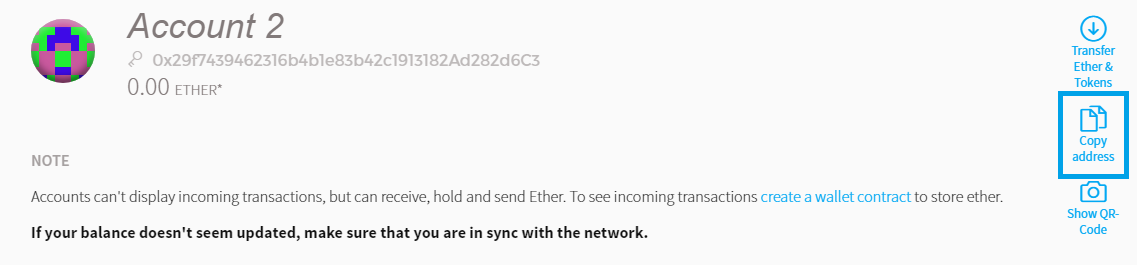 Account 2
0x29f7439462316b4b1e83b42c1913182Ad282d6C3
0.00 ETHER*
Transfer
Ether &
Tokens
Copy
address
Show QR-
Code
NOTE
Accounts can't display incoming transactions, but can receive, hold and send Ether. To see incoming transactions create a wallet contract to store ether.
If your balance doesn't seem updated, make sure that you are in sync with the network.